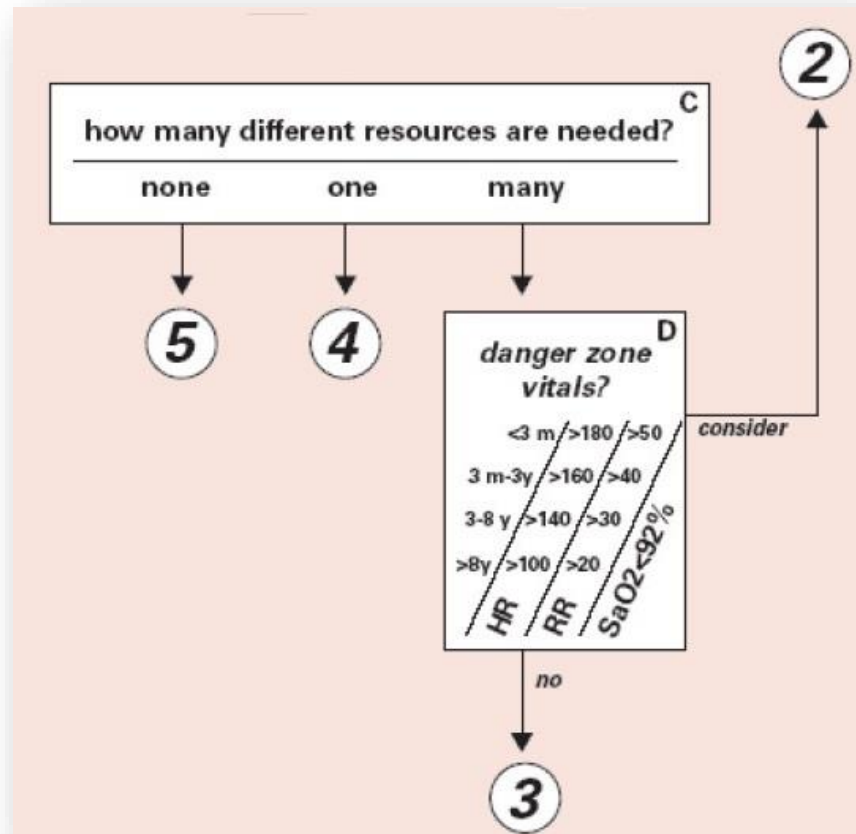 2
C
how many different resources are needed?
none one many
5 4
D
danger zone
vitals?
<3 m >180 >50
3 m-3y >160 >40
3-8 y >140 >30
>8y >100 >20
HR RR SaO2<92%
consider
no
3